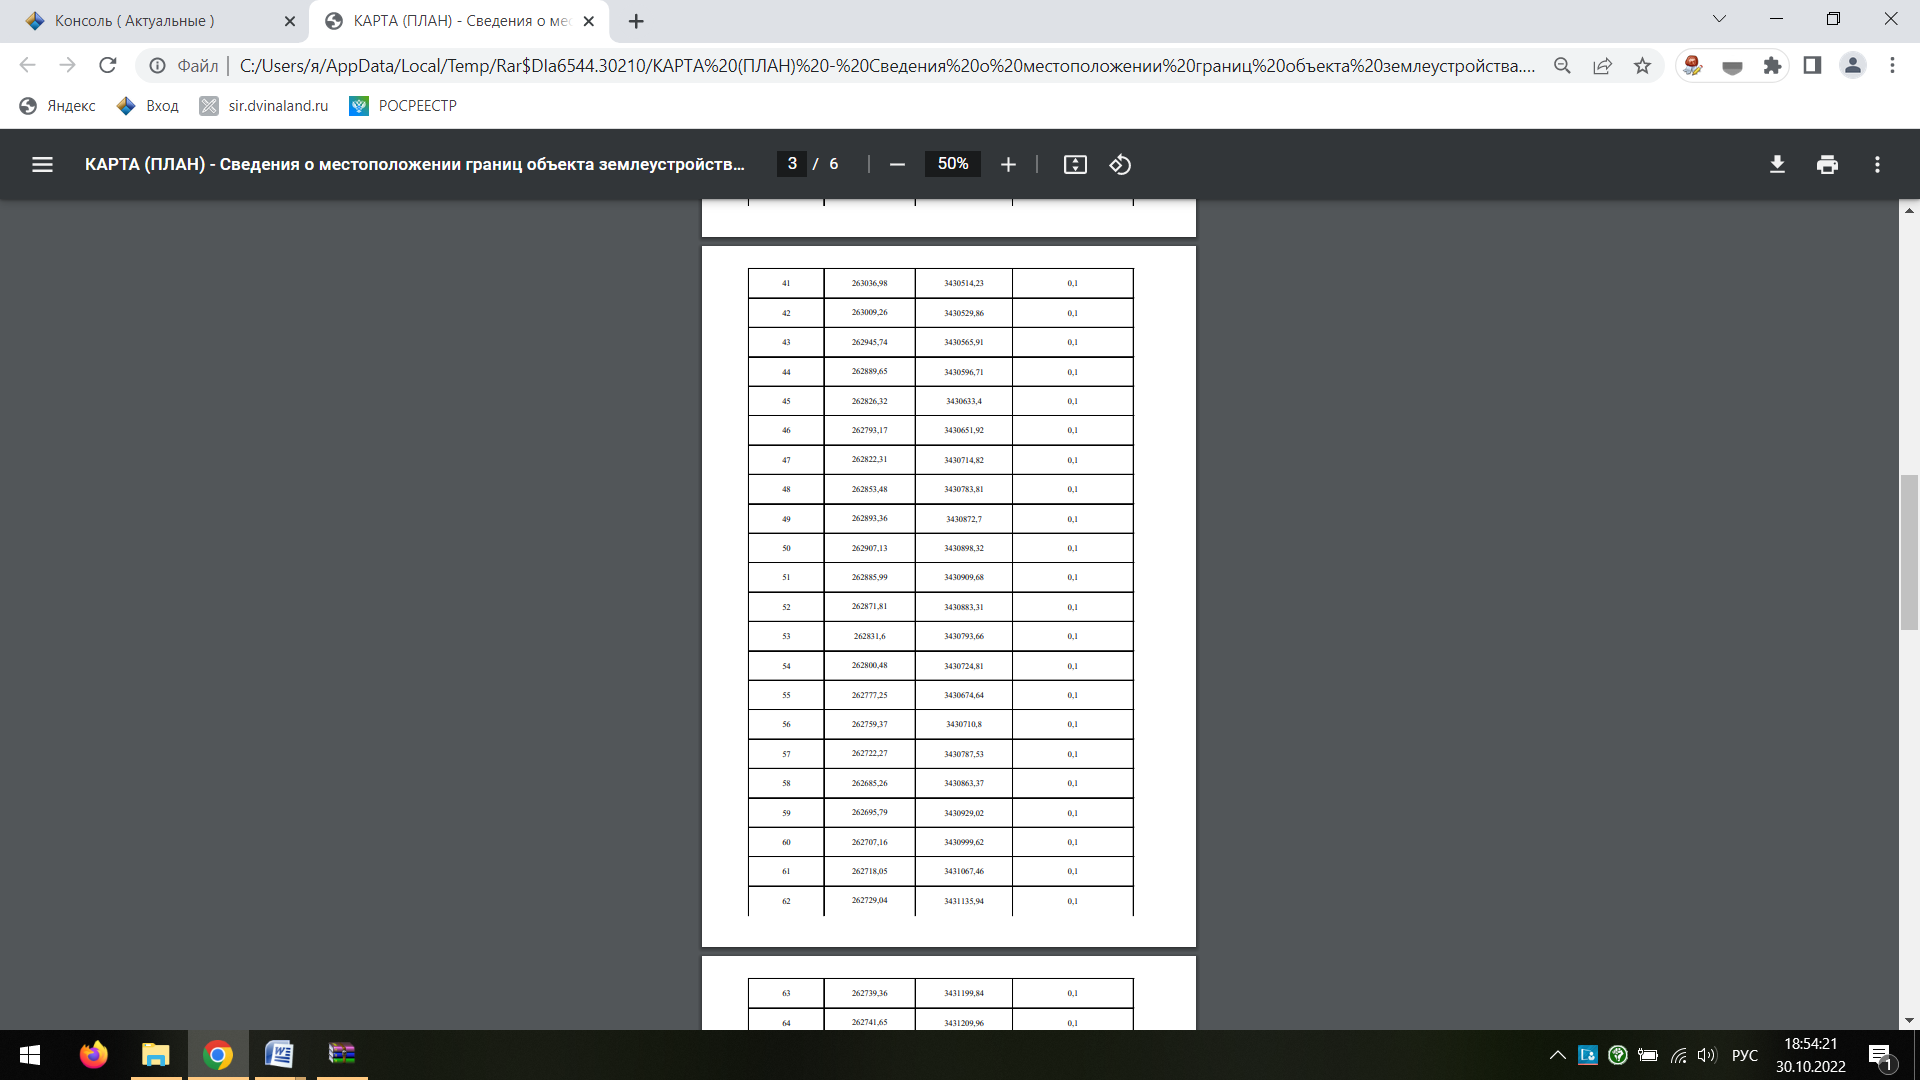 Консоль ( Актуальные )
КАРТА (ПЛАН) - Сведения о ме
Файл
C:/Users/я/AppData/Local/Temp/Rar$DIa6544.30210/КАРТА%20(ПЛАН)%20-%20Сведения%20о%20местоположении%20границ%20объекта%20землеустройства....
Яндекс Вход sir.dvinaland.ru РОСРЕЕСТР
КАРТА (ПЛАН) - Сведения о местоположении границ объекта землеустройств... 3 / 6 50%
41 263036,98 3430514,23 0,1
42 263009,26 3430529,86 0,1
43 262945,74 3430565,91 0,1
44 262889,65 3430596,71 0,1
45 262826,32 3430633,4 0,1
46 262793,17 3430651,92 0,1
47 262822,31 3430714,82 0,1
48 262853,48 3430783,81 0,1
49 262893,36 3430872,7 0,1
50 262907,13 3430898,32 0,1
51 262885,99 3430909,68 0,1
52 262871,81 3430883,31 0,1
53 262831,6 3430793,66 0,1
54 262800,48 3430724,81 0,1
55 262777,25 3430674,64 0,1
56 262759,37 3430710,8 0,1
57 262722,27 3430787,53 0,1
58 262685,26 3430863,37 0,1
59 262695,79 3430929,02 0,1
60 262707,16 3430999,62 0,1
61 262718,05 3431067,46 0,1
62 262729,04 3431135,94 0,1
63 262739,36 3431199,84 0,1
64 262741,65 3431209,96 0,1
РУС
18:54:21
30.10.2022
1